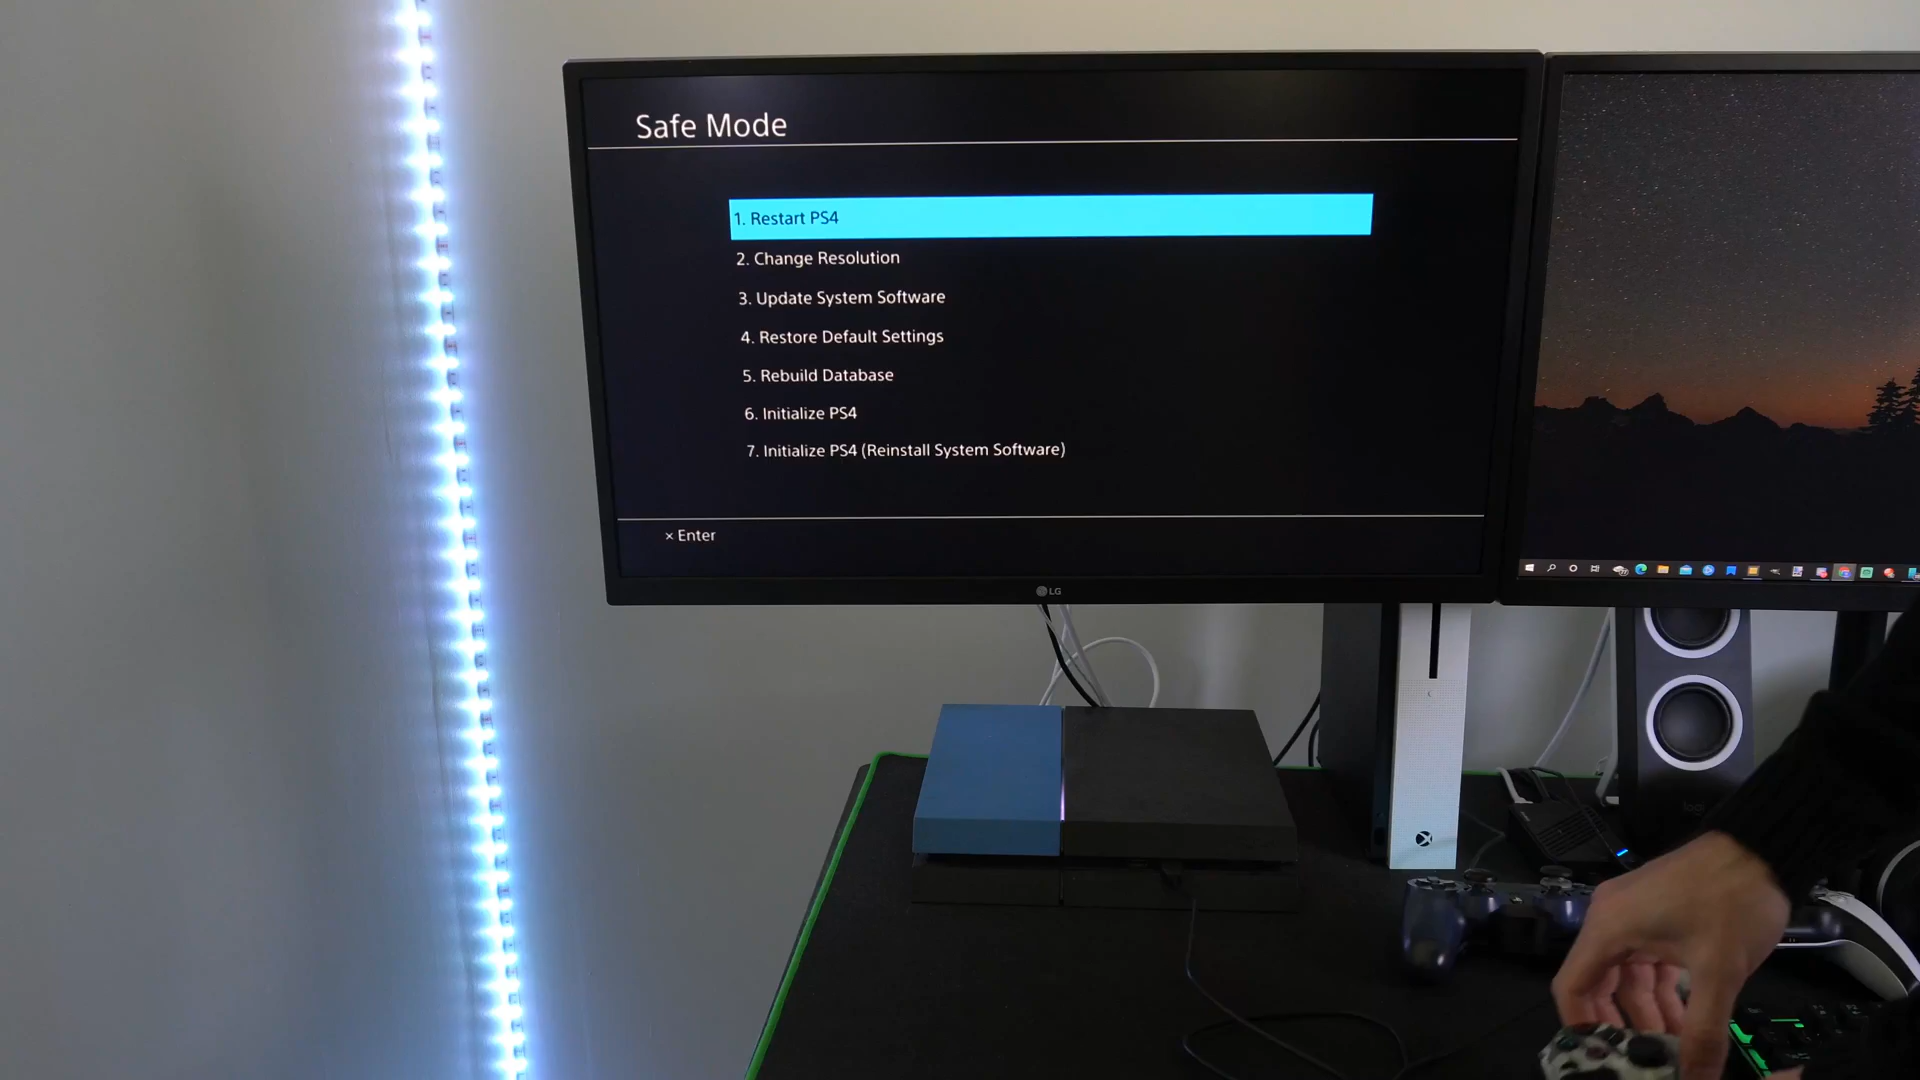 Safe Mode
1. Restart PS4
2. Change Resolution
3. Update System Software
4. Restore Default Settings
5. Rebuild Database
6. Initialize PS4
7. Initialize PS4 (Reinstall System Software)
× Enter
LG
logi